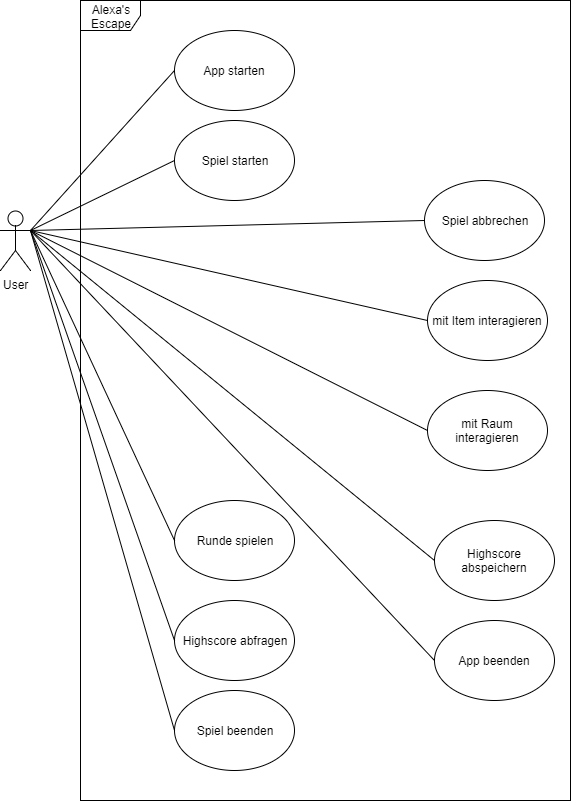 Alexa's
Escape
App starten
Spiel starten
Spiel abbrechen
User
mit Item interagieren
mit Raum
interagieren
Runde spielen
Highscore
abspeichern
Highscore abfragen
App beenden
Spiel beenden